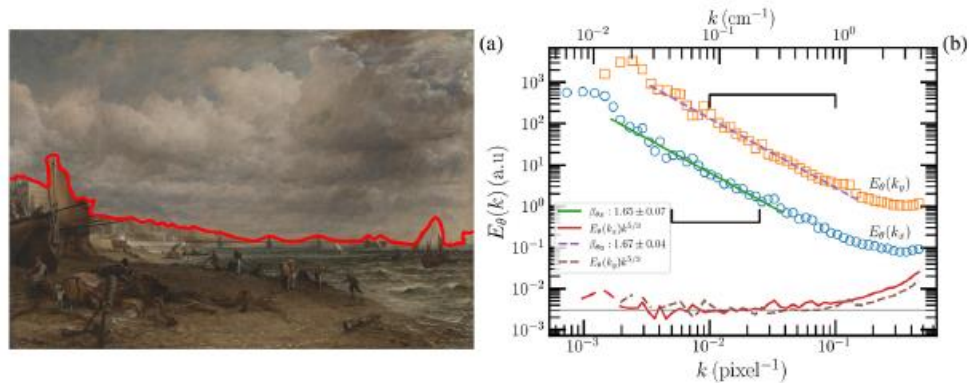 (a)
k (cm⁻¹)
10⁻² 10⁻¹ 10⁰
(b)
10³
10²
10¹
10⁰
10⁻¹
10⁻²
10⁻³
E_θ(k) (a.u)
E_θ(k_y)
E_θ(k_x)
E_θ(k_x)k^{5/3}
E_θ(k_y)k^{5/3}
: 1.65 ± 0.07
: 1.67 ± 0.04
10⁻³ 10⁻² 10⁻¹
k (pixel⁻¹)